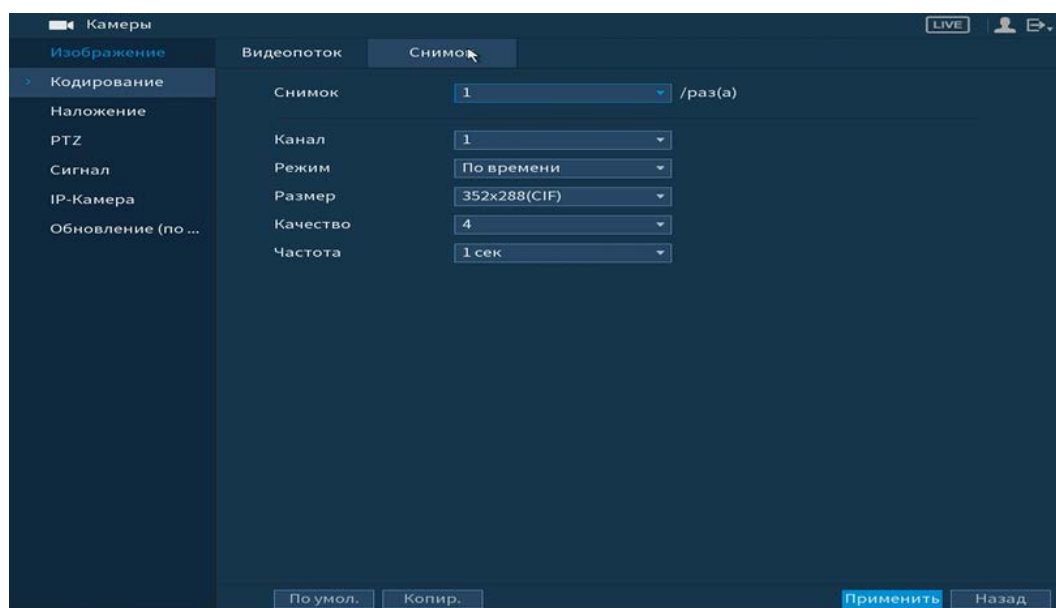 Камеры LIVE
Изображение Видеопоток Снимок
Кодирование
Снимок 1 /раз(а)
Наложение
PTZ Канал 1
Сигнал Режим По времени
IP-Камера Размер 352x288(CIF)
Обновление (по ... Качество 4
Частота 1 сек
По умол. Копир. Применить Назад